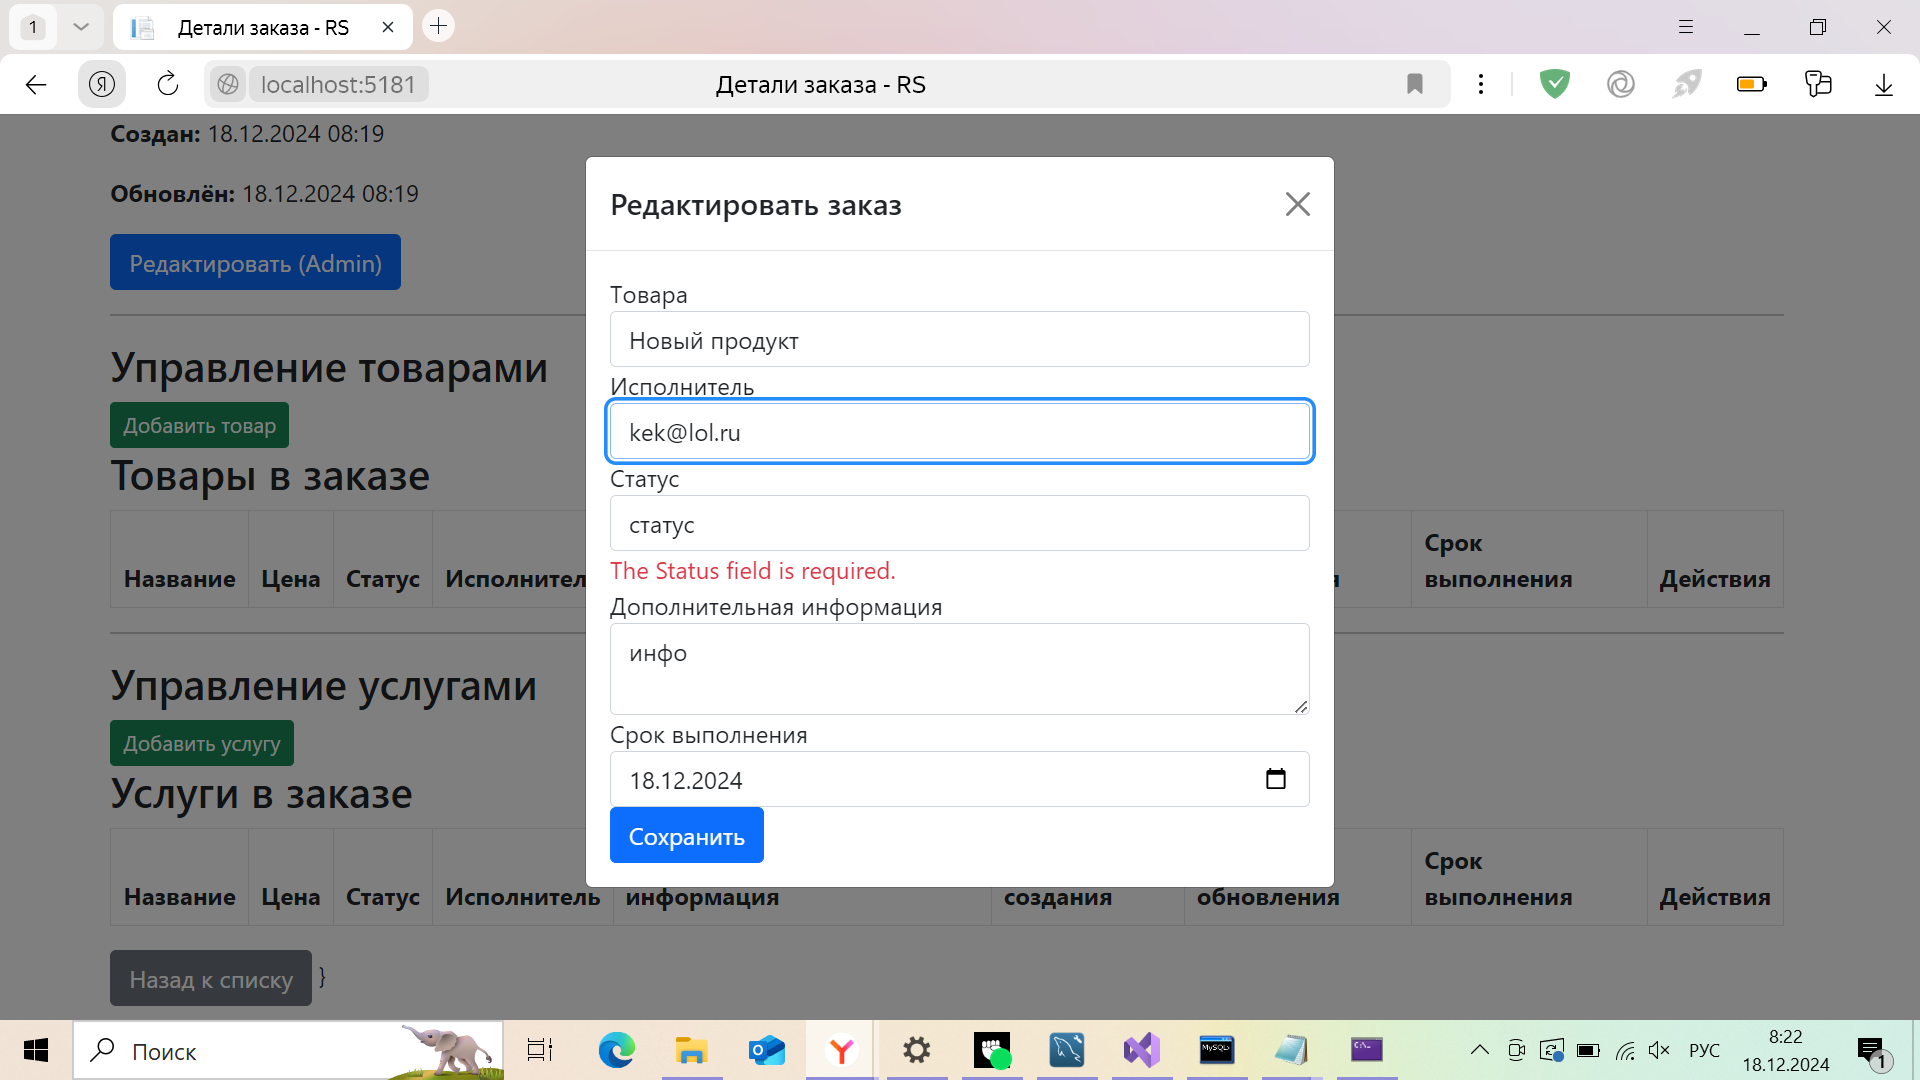 1
Детали заказа - RS
Я
localhost:5181
Детали заказа - RS
Создан: 18.12.2024 08:19
Обновлён: 18.12.2024 08:19
Редактировать (Admin)
Редактировать заказ
Товара
Новый продукт
Исполнитель
kek@lol.ru
Статус
статус
The Status field is required.
Дополнительная информация
инфо
Срок выполнения
18.12.2024
Сохранить
Управление товарами
Добавить товар
Товары в заказе
Название Цена Статус Исполнител я Срок выполнения Действия
Управление услугами
Добавить услугу
Услуги в заказе
Название Цена Статус Исполнитель информация создания обновления Срок выполнения Действия
Назад к списку }
Поиск
MySQL
C:\_
РУС
8:22
18.12.2024
1